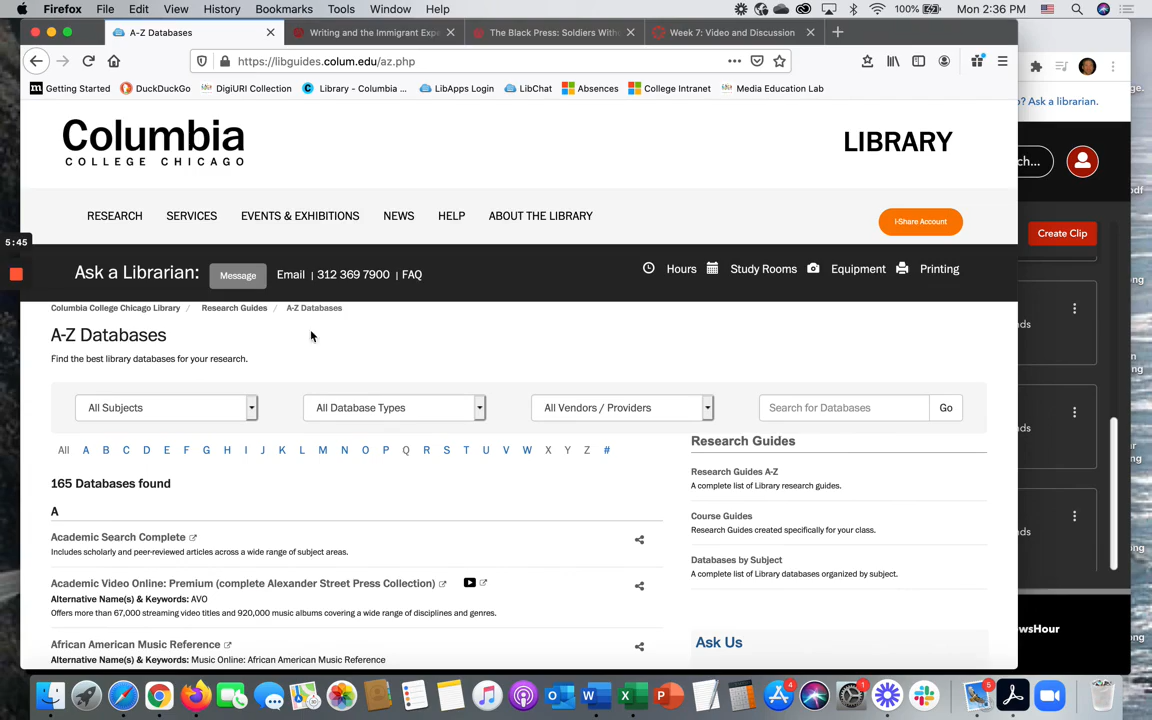 Firefox File Edit View History Bookmarks Tools Window Help 100% Mon 2:36 PM
A-Z Databases Writing and the Immigrant Exp The Black Press: Soldiers With Week 7: Video and Discussion
https://libguides.colum.edu/az.php
Getting Started DuckDuckGo DigiURI Collection Library - Columbia ... LibApps Login LibChat Absences College Intranet Media Education Lab
? Ask a librarian.
Columbia
COLLEGE CHICAGO
LIBRARY
ch...
RESEARCH SERVICES EVENTS & EXHIBITIONS NEWS HELP ABOUT THE LIBRARY
I-Share Account
Create Clip
5:45
Ask a Librarian: Message Email | 312 369 7900 | FAQ
Hours Study Rooms Equipment Printing
Columbia College Chicago Library / Research Guides / A-Z Databases
A-Z Databases
Find the best library databases for your research.
All Subjects All Database Types All Vendors / Providers Search for Databases Go
All A B C D E F G H I J K L M N O P Q R S T U V W X Y Z #
165 Databases found
A
Academic Search Complete
Includes scholarly and peer-reviewed articles across a wide range of subject areas.
Academic Video Online: Premium (complete Alexander Street Press Collection)
Alternative Name(s) & Keywords: AVO
Offers more than 67,000 streaming video titles and 920,000 music albums covering a wide range of disciplines and genres.
African American Music Reference
Alternative Name(s) & Keywords: Music Online: African American Music Reference
Research Guides
Research Guides A-Z
A complete list of Library research guides.
Course Guides
Research Guides created specifically for your class.
Databases by Subject
A complete list of Library databases organized by subject.
Ask Us
nds
nds
nds
wsHour
4
1
5